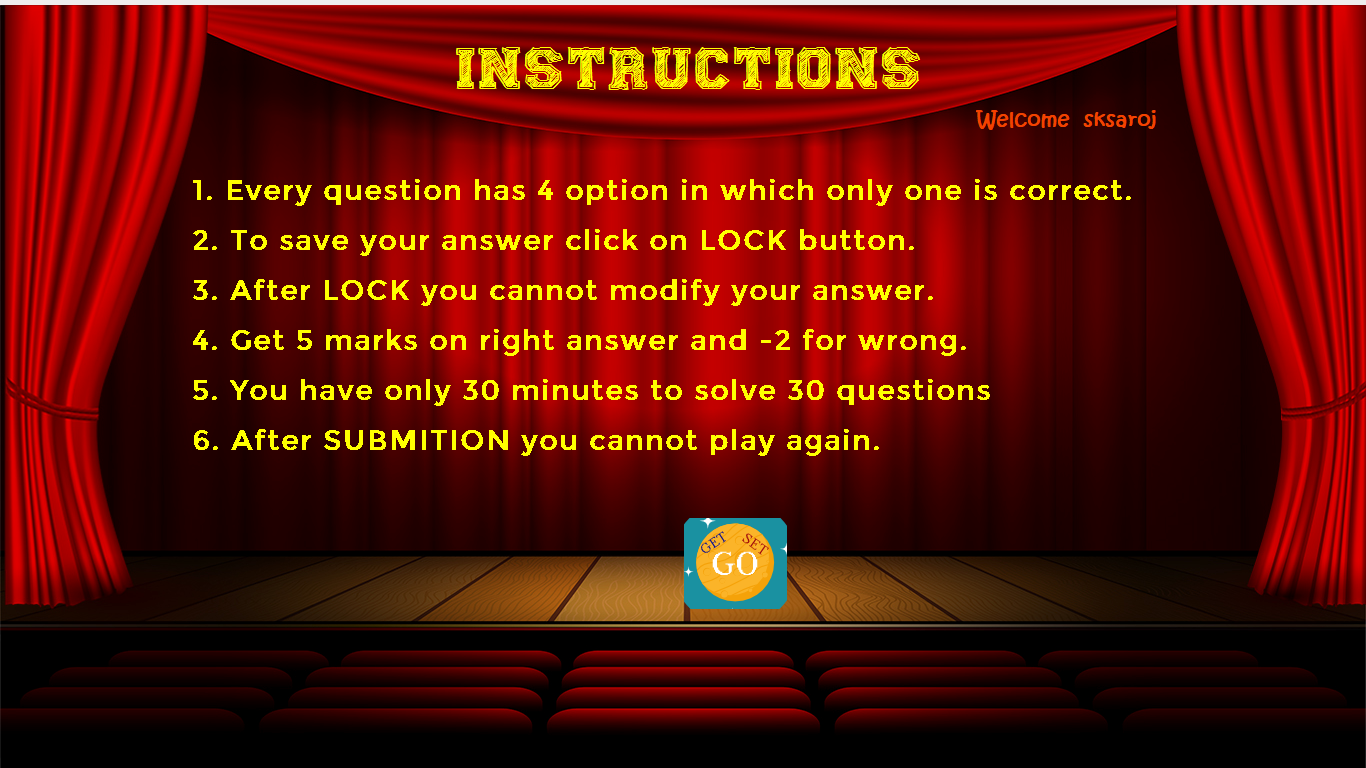 INSTRUCTIONS
Welcome sksaroj
1. Every question has 4 option in which only one is correct.
2. To save your answer click on LOCK button.
3. After LOCK you cannot modify your answer.
4. Get 5 marks on right answer and -2 for wrong.
5. You have only 30 minutes to solve 30 questions
6. After SUBMITION you cannot play again.
GET SET
GO